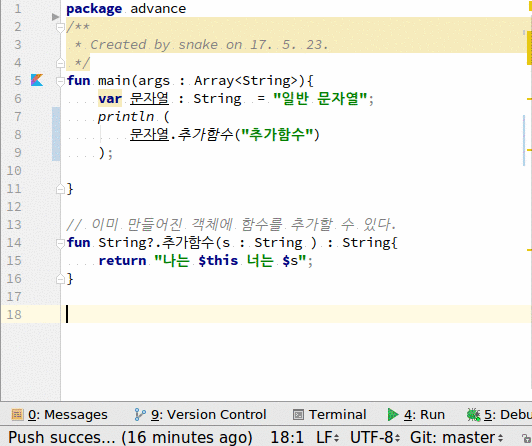 1 package advance
2 /**
3  * Created by snake on 17. 5. 23.
4  */
5 fun main(args : Array<String>){
6     var 문자열 : String  = "일반 문자열";
7     println (
8         문자열.추가함수("추가함수")
9     );
10
11 }
12
13 // 이미 만들어진 객체에 함수를 추가할 수 있다.
14 fun String?.추가함수(s : String ) : String{
15     return "나는 $this 너는 $s";
16 }
17
18
0: Messages 9: Version Control Terminal 4: Run 5: Debu
Push succes... (16 minutes ago) 18:1 LF UTF-8 Git: master